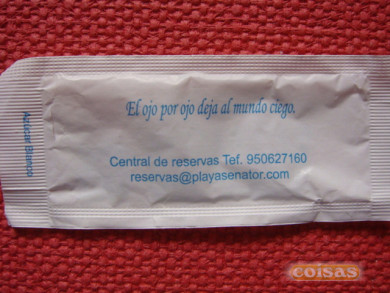 El ojo por ojo deja al mundo ciego.
Central de reservas Tef. 950627160
reservas@playasenator.com
Azúcar Blanco
coisas